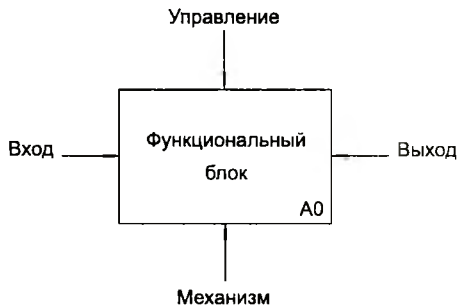 Управление
Вход
Функциональный
блок
Выход
A0
Механизм